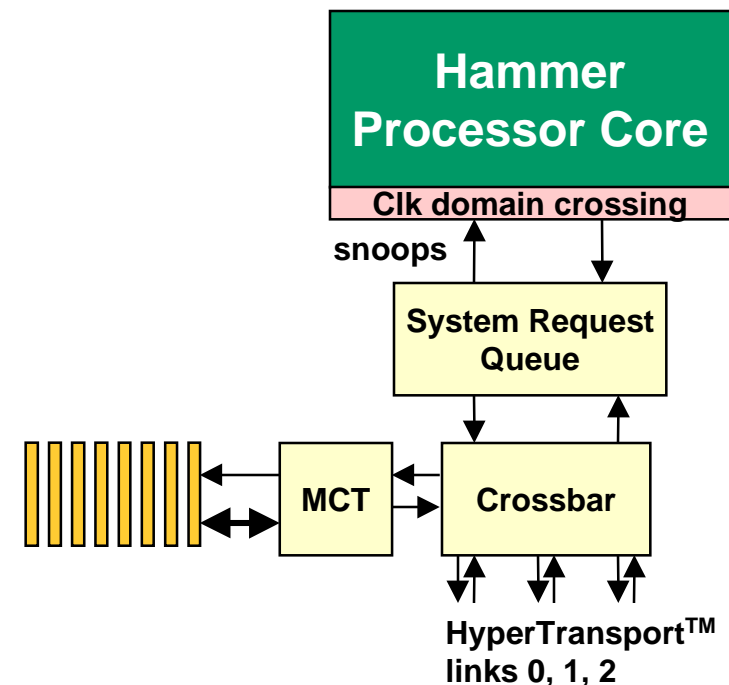 Hammer
Processor Core
Clk domain crossing
snoops
System Request
Queue
MCT
Crossbar
HyperTransport™
links 0, 1, 2